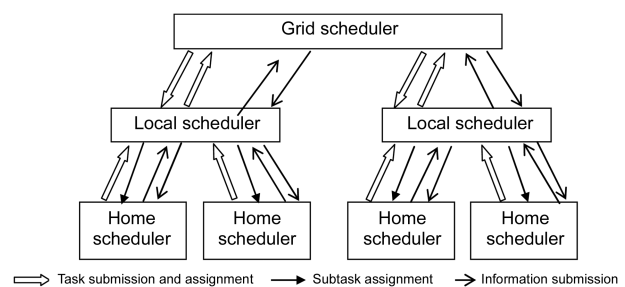 Grid scheduler
Local scheduler
Local scheduler
Home
scheduler
Home
scheduler
Home
scheduler
Home
scheduler
Task submission and assignment
Subtask assignment
Information submission